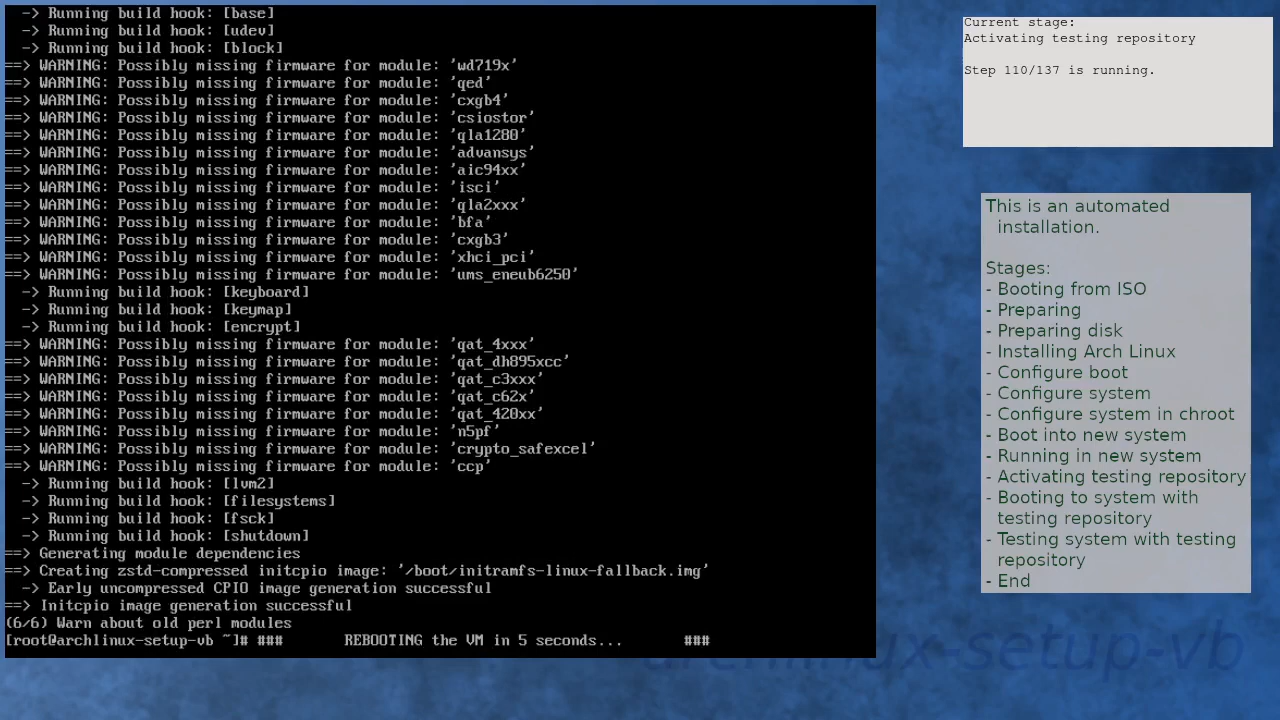 -> Running build hook: [base]
-> Running build hook: [udev]
-> Running build hook: [block]
==> WARNING: Possibly missing firmware for module: 'wd719x'
==> WARNING: Possibly missing firmware for module: 'qed'
==> WARNING: Possibly missing firmware for module: 'cxgb4'
==> WARNING: Possibly missing firmware for module: 'csiostor'
==> WARNING: Possibly missing firmware for module: 'qla1280'
==> WARNING: Possibly missing firmware for module: 'advansys'
==> WARNING: Possibly missing firmware for module: 'aic94xx'
==> WARNING: Possibly missing firmware for module: 'isci'
==> WARNING: Possibly missing firmware for module: 'qla2xxx'
==> WARNING: Possibly missing firmware for module: 'bfa'
==> WARNING: Possibly missing firmware for module: 'cxgb3'
==> WARNING: Possibly missing firmware for module: 'xhci_pci'
==> WARNING: Possibly missing firmware for module: 'ums_eneub6250'
-> Running build hook: [keyboard]
-> Running build hook: [keymap]
-> Running build hook: [encrypt]
==> WARNING: Possibly missing firmware for module: 'qat_4xxx'
==> WARNING: Possibly missing firmware for module: 'qat_dh895xcc'
==> WARNING: Possibly missing firmware for module: 'qat_c3xxx'
==> WARNING: Possibly missing firmware for module: 'qat_c62x'
==> WARNING: Possibly missing firmware for module: 'qat_420xx'
==> WARNING: Possibly missing firmware for module: 'n5pf'
==> WARNING: Possibly missing firmware for module: 'crypto_safexcel'
==> WARNING: Possibly missing firmware for module: 'ccp'
-> Running build hook: [lvm2]
-> Running build hook: [filesystems]
-> Running build hook: [fsck]
-> Running build hook: [shutdown]
==> Generating module dependencies
==> Creating zstd-compressed initcpio image: '/boot/initramfs-linux-fallback.img'
-> Early uncompressed CPIO image generation successful
==> Initcpio image generation successful
(6/6) Warn about old perl modules
[root@archlinux-setup-vb ~]# ### REBOOTING the VM in 5 seconds... ###
Current stage:
Activating testing repository
Step 110/137 is running.
This is an automated
installation.
Stages:
- Booting from ISO
- Preparing
- Preparing disk
- Installing Arch Linux
- Configure boot
- Configure system
- Configure system in chroot
- Boot into new system
- Running in new system
- Activating testing repository
- Booting to system with
testing repository
- Testing system with testing
repository
- End
archlinux-setup-vb